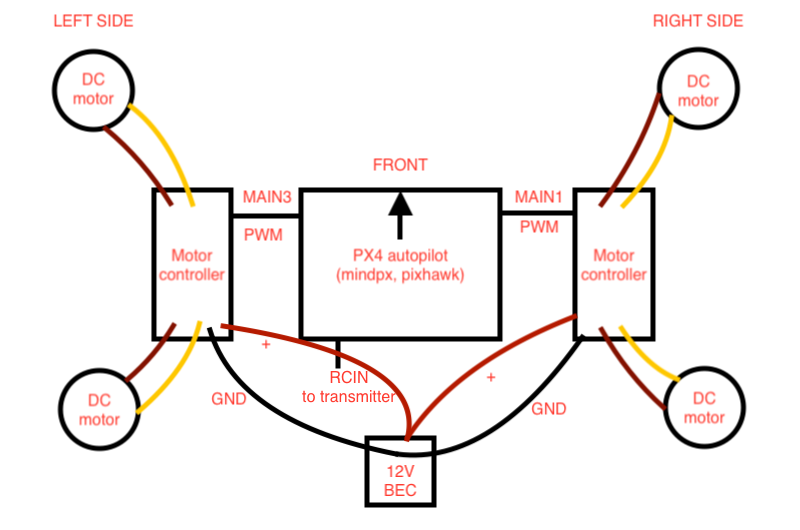 LEFT SIDE
RIGHT SIDE
DC
motor
DC
motor
FRONT
MAIN3
MAIN1
PWM
PWM
Motor
controller
PX4 autopilot
(mindpx, pixhawk)
Motor
controller
+
RCIN
to transmitter
+
DC
motor
GND
GND
DC
motor
12V
BEC